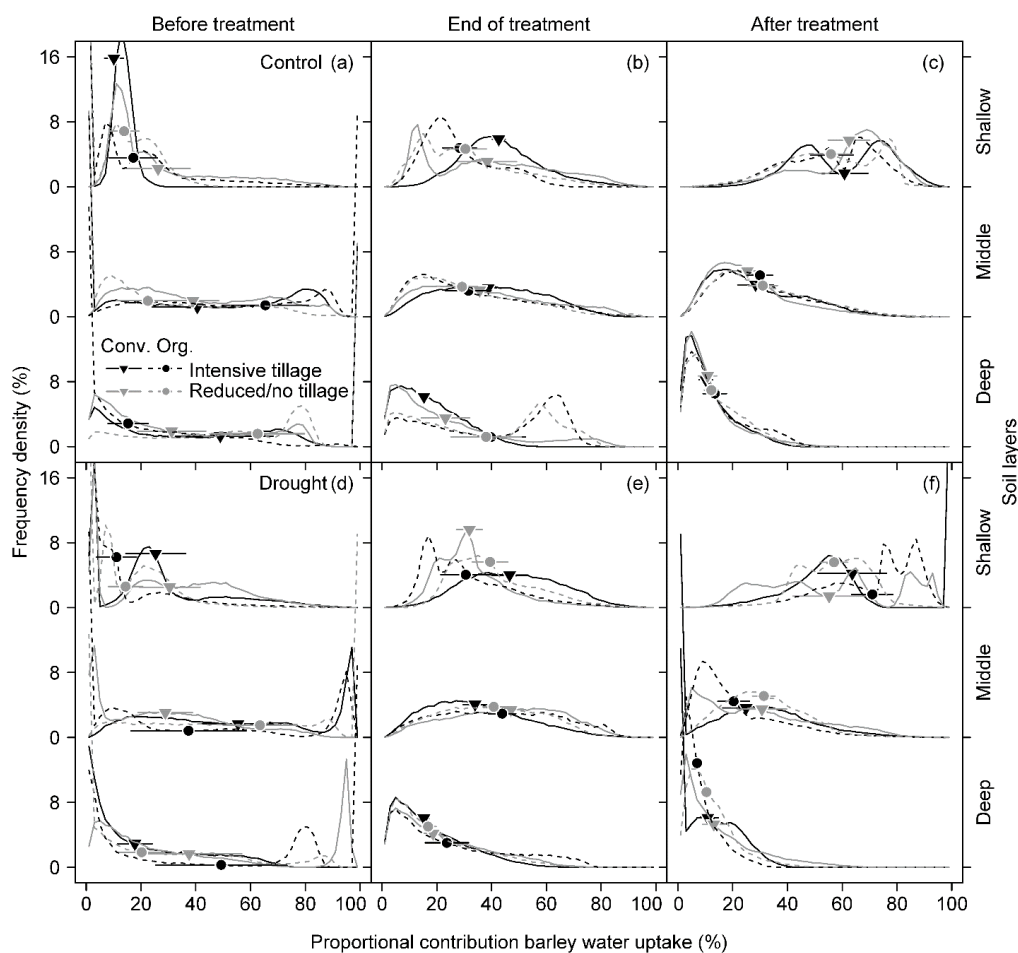 Before treatment End of treatment After treatment
16 Control (a) (b) (c)
8
0
Shallow
8
0
Middle
Conv. Org.
Intensive tillage
Reduced/no tillage
8
0
Deep
Frequency density (%)
Soil layers
16 Drought (d) (e) (f)
8
0
Shallow
8
0
Middle
8
0
Deep
0 20 40 60 80 100 0 20 40 60 80 100 0 20 40 60 80 100
Proportional contribution barley water uptake (%)